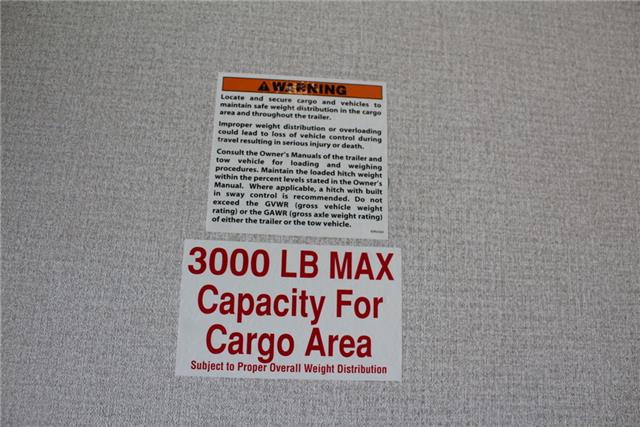 WARNING
Locate and secure cargo and vehicles to
maintain safe weight distribution in the cargo
area and throughout the trailer.
Improper weight distribution or overloading
could lead to loss of vehicle control during
travel resulting in serious injury or death.
Consult the Owner's Manuals of the trailer and
tow vehicle for loading and weighing
procedures. Maintain the loaded hitch weight
within the percent levels stated in the Owner's
Manual. Where applicable, a hitch with built
in sway control is recommended. Do not
exceed the GVWR (gross vehicle weight
rating) or the GAWR (gross axle weight rating)
of either the trailer or the tow vehicle.
3000 LB MAX
Capacity For
Cargo Area
Subject to Proper Overall Weight Distribution